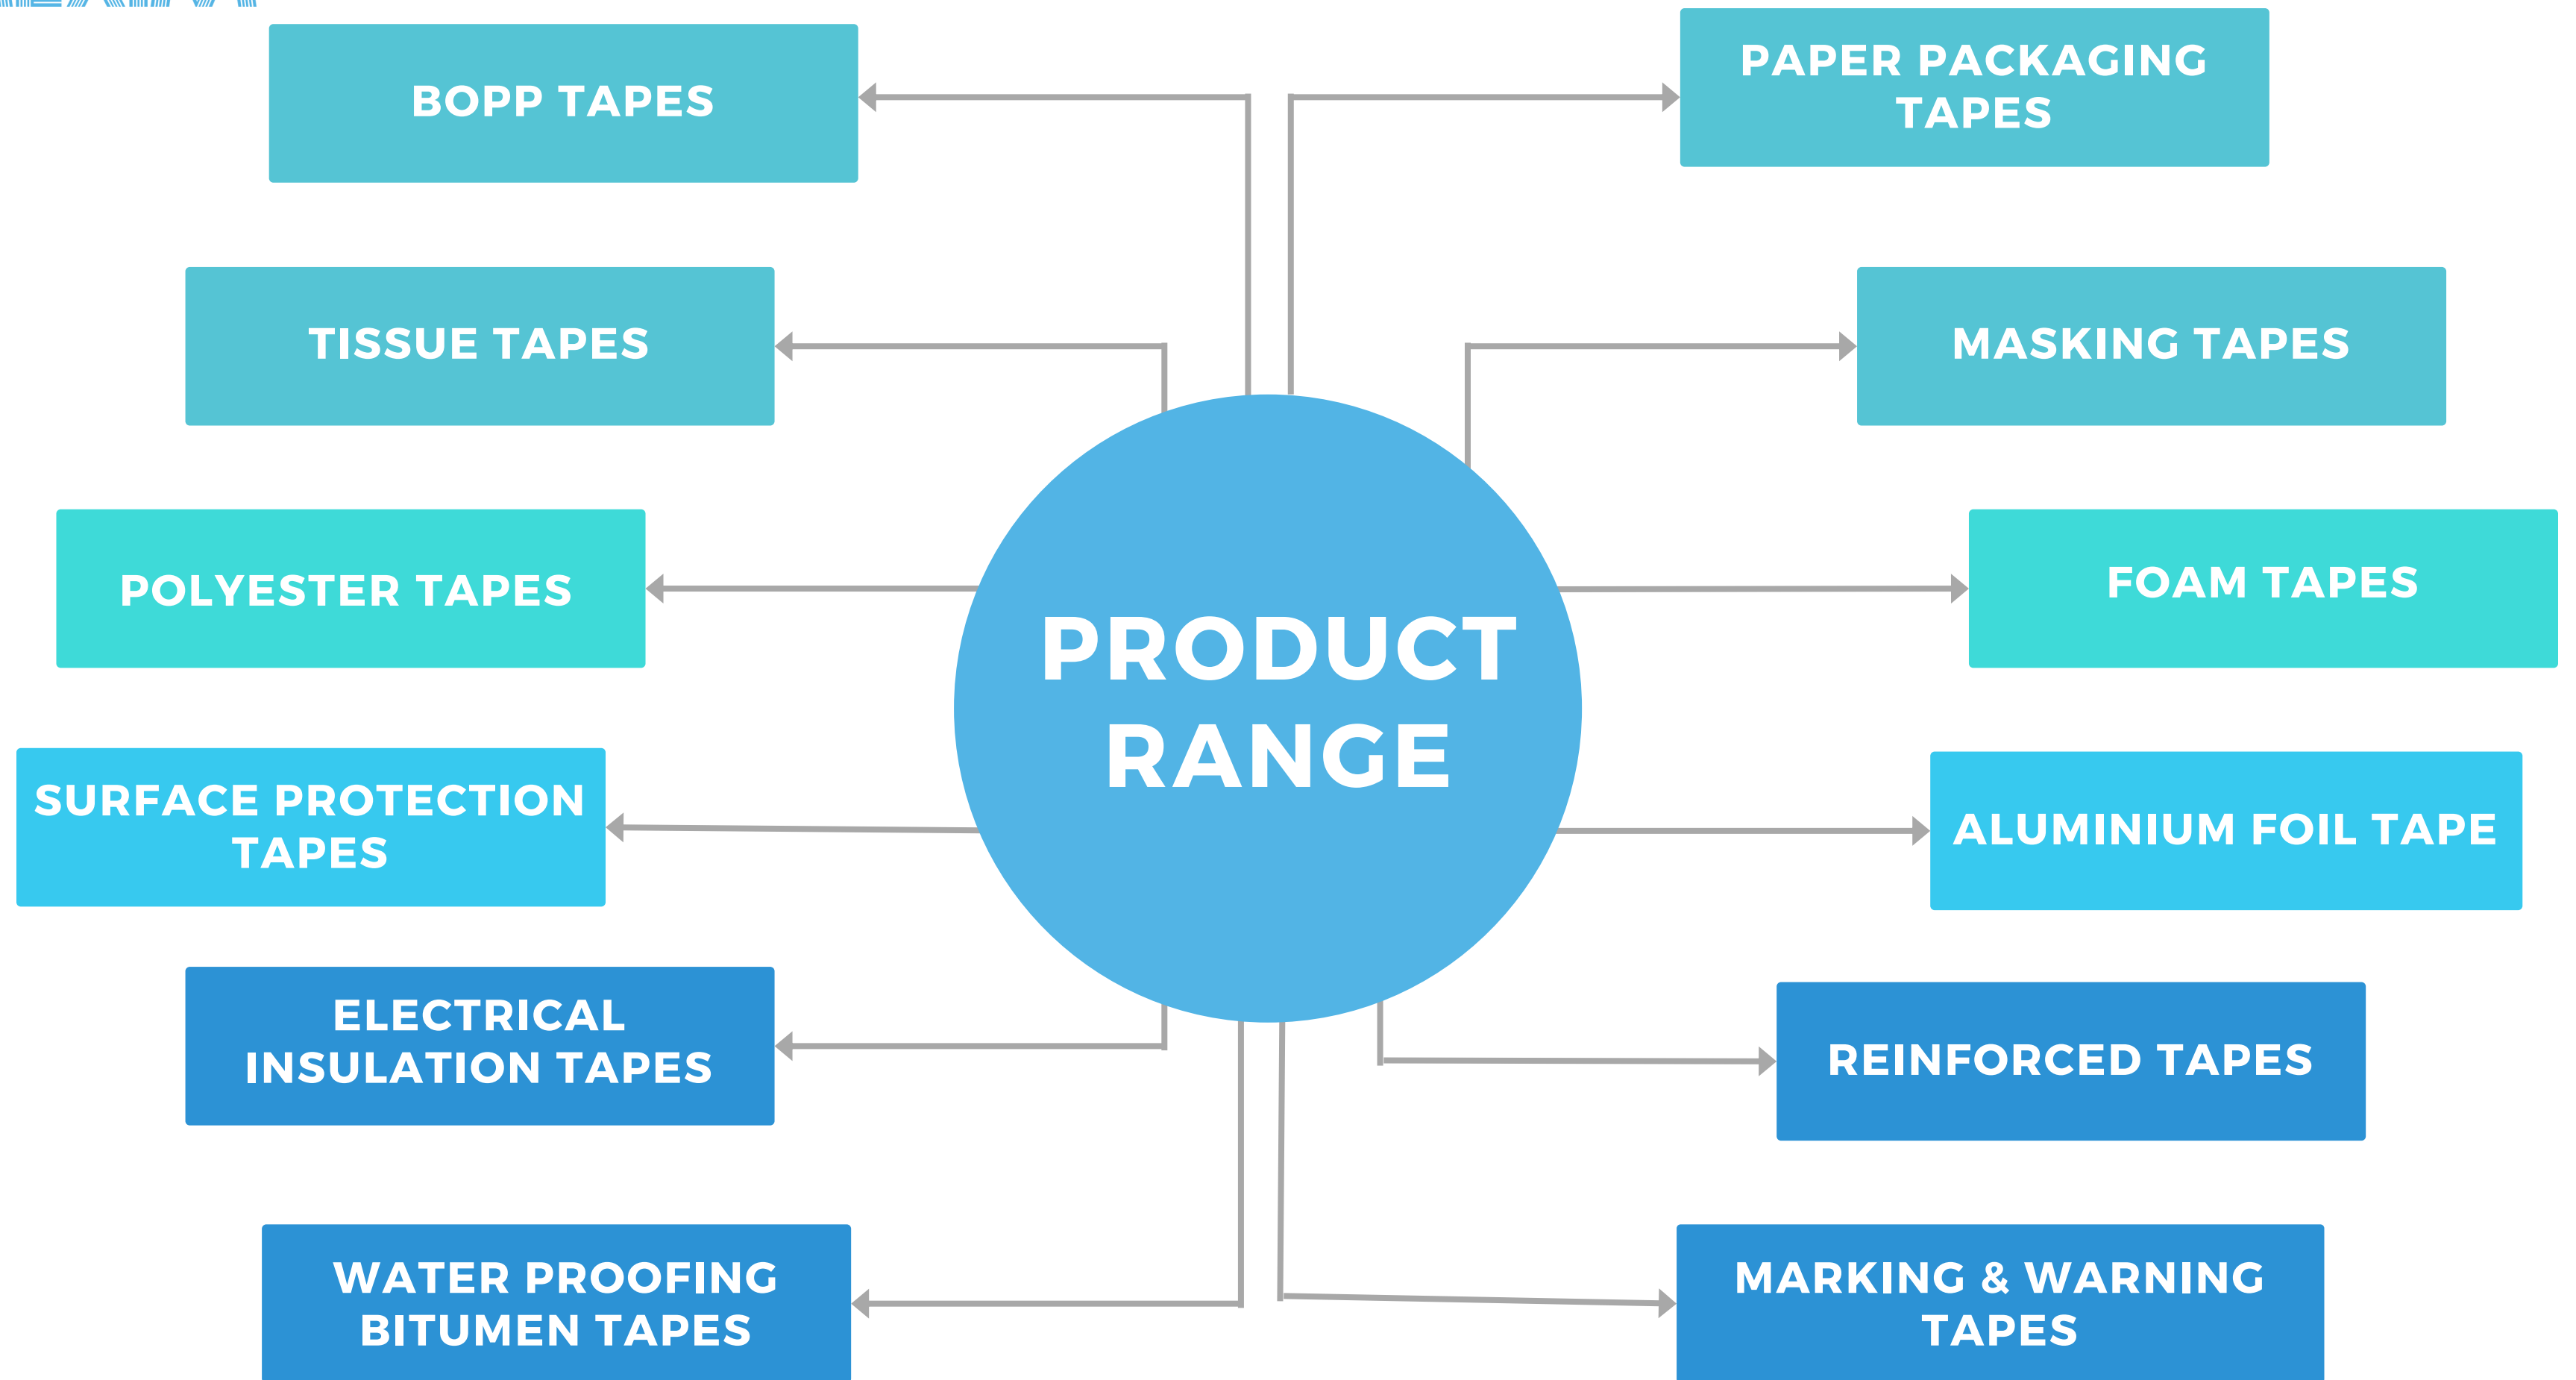 BOPP TAPES
PAPER PACKAGING
TAPES
TISSUE TAPES
MASKING TAPES
POLYESTER TAPES
FOAM TAPES
PRODUCT
RANGE
SURFACE PROTECTION
TAPES
ALUMINIUM FOIL TAPE
ELECTRICAL
INSULATION TAPES
REINFORCED TAPES
WATER PROOFING
BITUMEN TAPES
MARKING & WARNING
TAPES